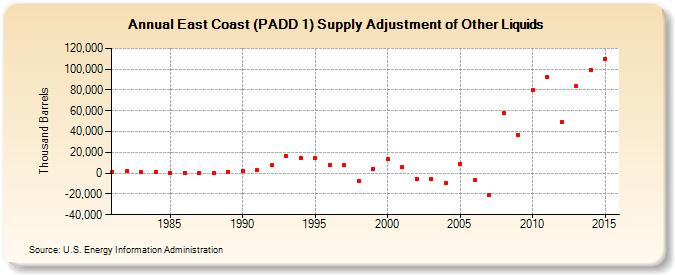 Annual East Coast (PADD 1) Supply Adjustment of Other Liquids
Thousand Barrels
120,000
100,000
80,000
60,000
40,000
20,000
0
-20,000
-40,000
1985 1990 1995 2000 2005 2010 2015
Source: U.S. Energy Information Administration